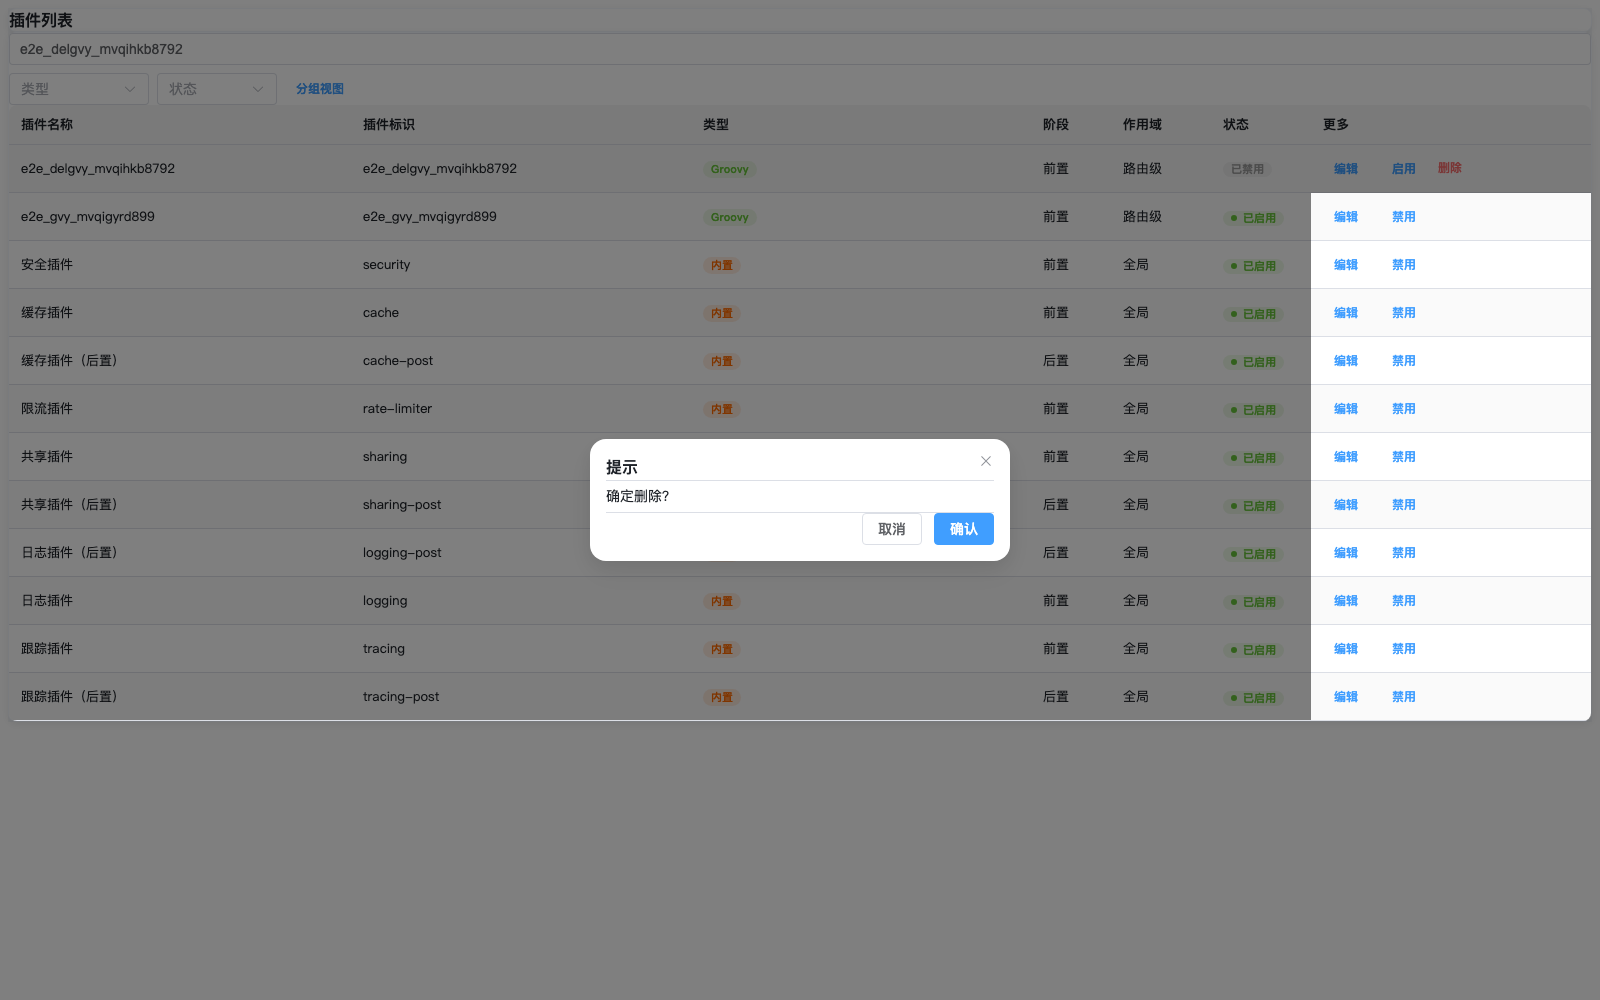 插件列表
e2e_delgvy_mvqihkb8792
类型 状态 分组视图
插件名称 插件标识 类型 阶段 作用域 状态 更多
e2e_delgvy_mvqihkb8792 e2e_delgvy_mvqihkb8792 Groovy 前置 路由级 已禁用 编辑 启用 删除
e2e_gvy_mvqigyrd899 e2e_gvy_mvqigyrd899 Groovy 前置 路由级 已启用 编辑 禁用
安全插件 security 内置 前置 全局 已启用 编辑 禁用
缓存插件 cache 内置 前置 全局 已启用 编辑 禁用
缓存插件（后置） cache-post 内置 后置 全局 已启用 编辑 禁用
限流插件 rate-limiter 内置 前置 全局 已启用 编辑 禁用
共享插件 sharing 前置 全局 已启用 编辑 禁用
共享插件（后置） sharing-post 后置 全局 已启用 编辑 禁用
日志插件（后置） logging-post 后置 全局 已启用 编辑 禁用
日志插件 logging 内置 前置 全局 已启用 编辑 禁用
跟踪插件 tracing 内置 前置 全局 已启用 编辑 禁用
跟踪插件（后置） tracing-post 内置 后置 全局 已启用 编辑 禁用
提示
确定删除?
取消 确认